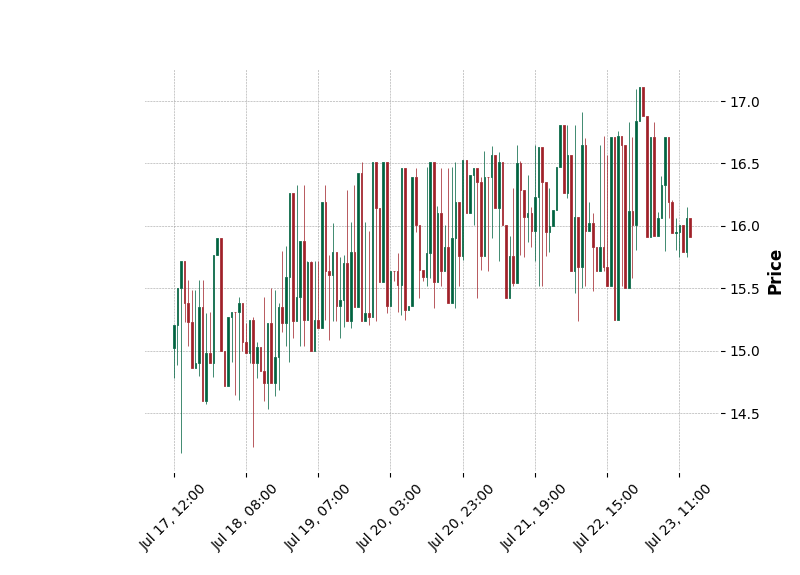 17.0
16.5
16.0
15.5
15.0
14.5
Price
Jul 17, 12:00
Jul 18, 08:00
Jul 19, 07:00
Jul 20, 03:00
Jul 20, 23:00
Jul 21, 19:00
Jul 22, 15:00
Jul 23, 11:00